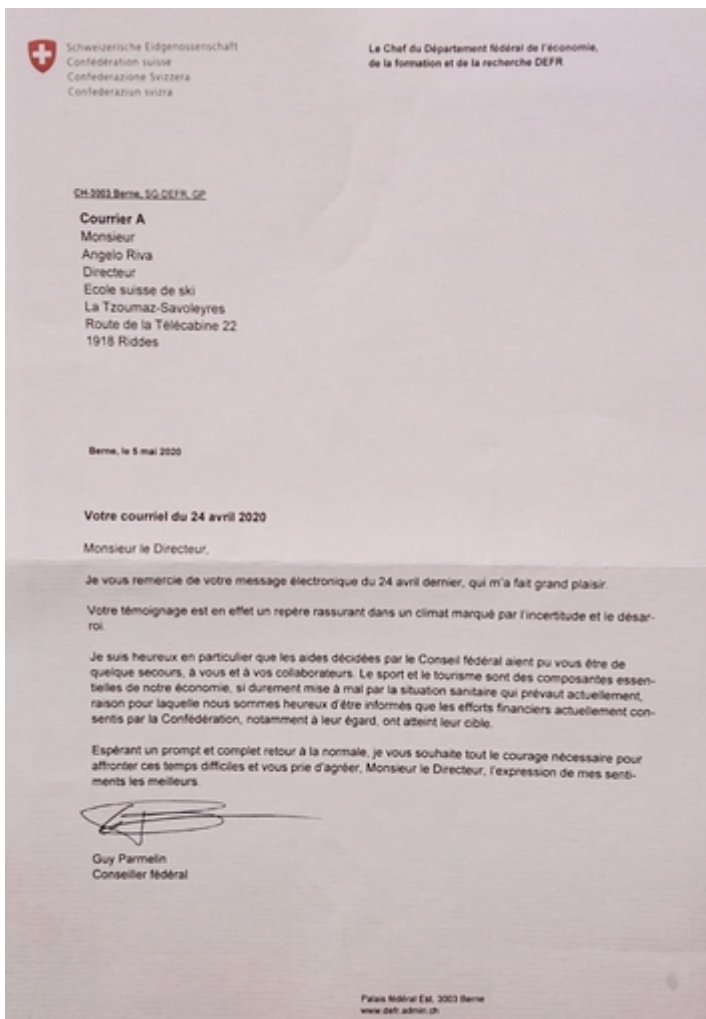 Schweizerische Eidgenossenschaft
Confédération suisse
Confederazione Svizzera
Confederaziun svizra
Le Chef du Département fédéral de l'économie,
de la formation et de la recherche DEFR
CH-3003 Berne, SG-DEFR, GP
Courrier A
Monsieur
Angelo Riva
Directeur
Ecole suisse de ski
La Tzoumaz-Savoleyres
Route de la Télécabine 22
1918 Riddes
Berne, le 5 mai 2020
Votre courriel du 24 avril 2020
Monsieur le Directeur,
Je vous remercie de votre message électronique du 24 avril dernier, qui m'a fait grand plaisir.
Votre témoignage est en effet un repère rassurant dans un climat marqué par l'incertitude et le désar-
roi.
Je suis heureux en particulier que les aides décidées par le Conseil fédéral aient pu vous être de
quelque secours, à vous et à vos collaborateurs. Le sport et le tourisme sont des composantes essen-
tielles de notre économie, si durement mise à mal par la situation sanitaire qui prévaut actuellement,
raison pour laquelle nous sommes heureux d'être informés que les efforts financiers actuellement con-
sentis par la Confédération, notamment à leur égard, ont atteint leur cible.
Espérant un prompt et complet retour à la normale, je vous souhaite tout le courage nécessaire pour
affronter ces temps difficiles et vous prie d'agréer, Monsieur le Directeur, l'expression de mes senti-
ments les meilleurs.
Guy Parmelin
Conseiller fédéral
Palais fédéral Est, 3003 Berne
www.defr.admin.ch